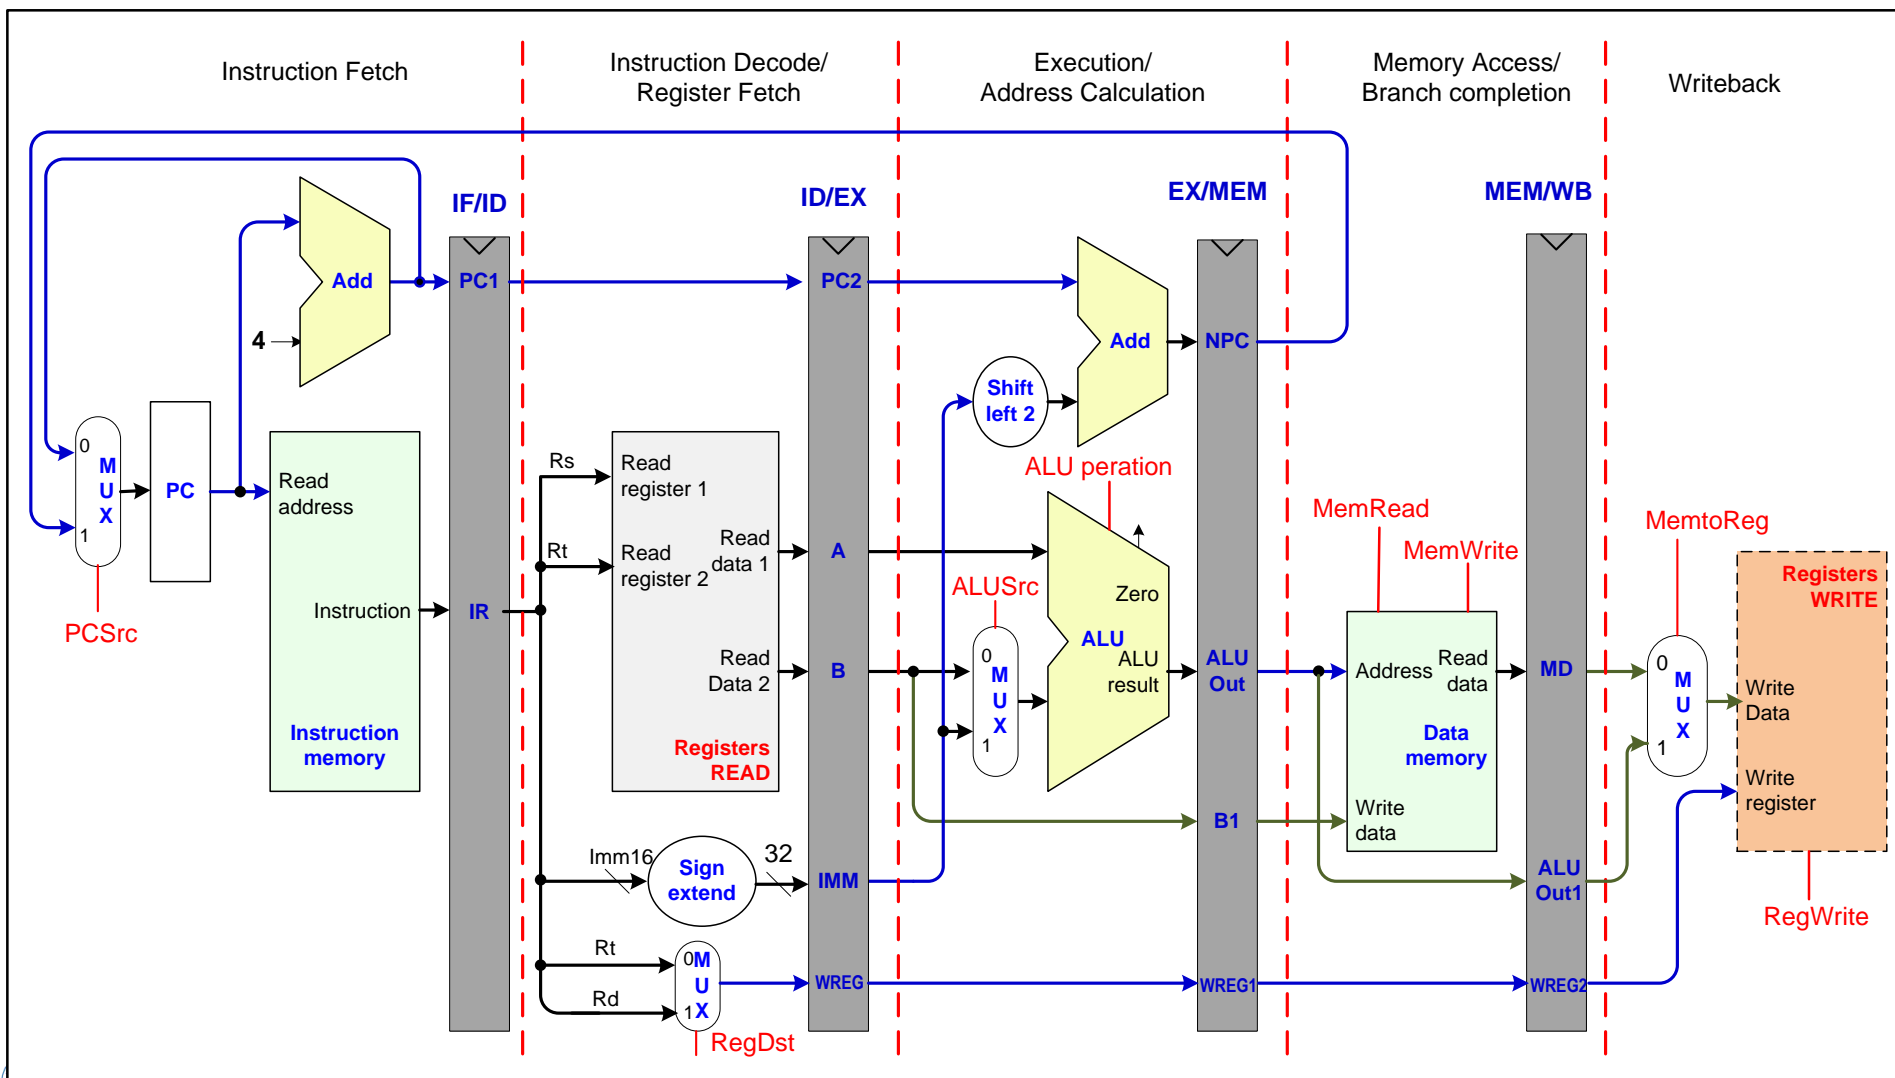 Instruction Fetch
Instruction Decode/
Register Fetch
Execution/
Address Calculation
Memory Access/
Branch completion
Writeback
IF/ID
ID/EX
EX/MEM
MEM/WB
Add
4
PC1
PC2
Add
NPC
Shift
left 2
0
M
U
X
1
PC
PCSrc
Read
address
Instruction
Instruction
memory
IR
Rs
Rt
Read
register 1
Read
register 2
Read
data 1
Read
Data 2
Registers
READ
A
B
ALU peration
ALUSrc
0
M
U
X
1
Zero
ALU
ALU
result
ALU
Out
B1
MemRead
MemWrite
Address
Read
data
Data
memory
Write
data
MD
ALU
Out1
MemtoReg
0
M
U
X
1
Registers
WRITE
Write
Data
Write
register
RegWrite
Imm16
Sign
extend
32
IMM
Rt
Rd
0
M
U
X
1
RegDst
WREG
WREG1
WREG2